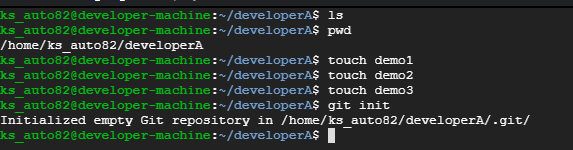 ks_auto82@developer-machine:~/developerA$ ls
ks_auto82@developer-machine:~/developerA$ pwd
/home/ks_auto82/developerA
ks_auto82@developer-machine:~/developerA$ touch demo1
ks_auto82@developer-machine:~/developerA$ touch demo2
ks_auto82@developer-machine:~/developerA$ touch demo3
ks_auto82@developer-machine:~/developerA$ git init
Initialized empty Git repository in /home/ks_auto82/developerA/.git/
ks_auto82@developer-machine:~/developerA$